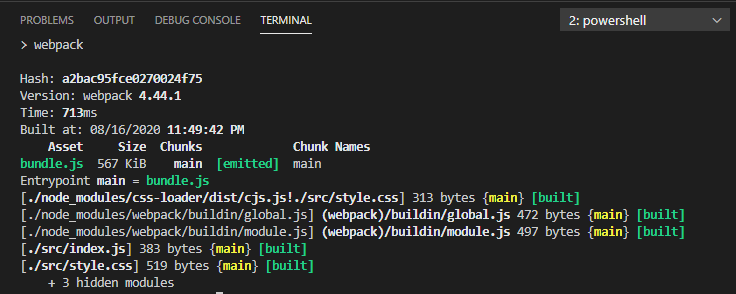 PROBLEMS OUTPUT DEBUG CONSOLE TERMINAL 2: powershell
> webpack
Hash: a2bac95fce0270024f75
Version: webpack 4.44.1
Time: 713ms
Built at: 08/16/2020 11:49:42 PM
Asset Size Chunks Chunk Names
bundle.js 567 KiB main [emitted] main
Entrypoint main = bundle.js
[./node_modules/css-loader/dist/cjs.js!./src/style.css] 313 bytes {main} [built]
[./node_modules/webpack/buildin/global.js] (webpack)/buildin/global.js 472 bytes {main} [built]
[./node_modules/webpack/buildin/module.js] (webpack)/buildin/module.js 497 bytes {main} [built]
[./src/index.js] 383 bytes {main} [built]
[./src/style.css] 519 bytes {main} [built]
+ 3 hidden modules